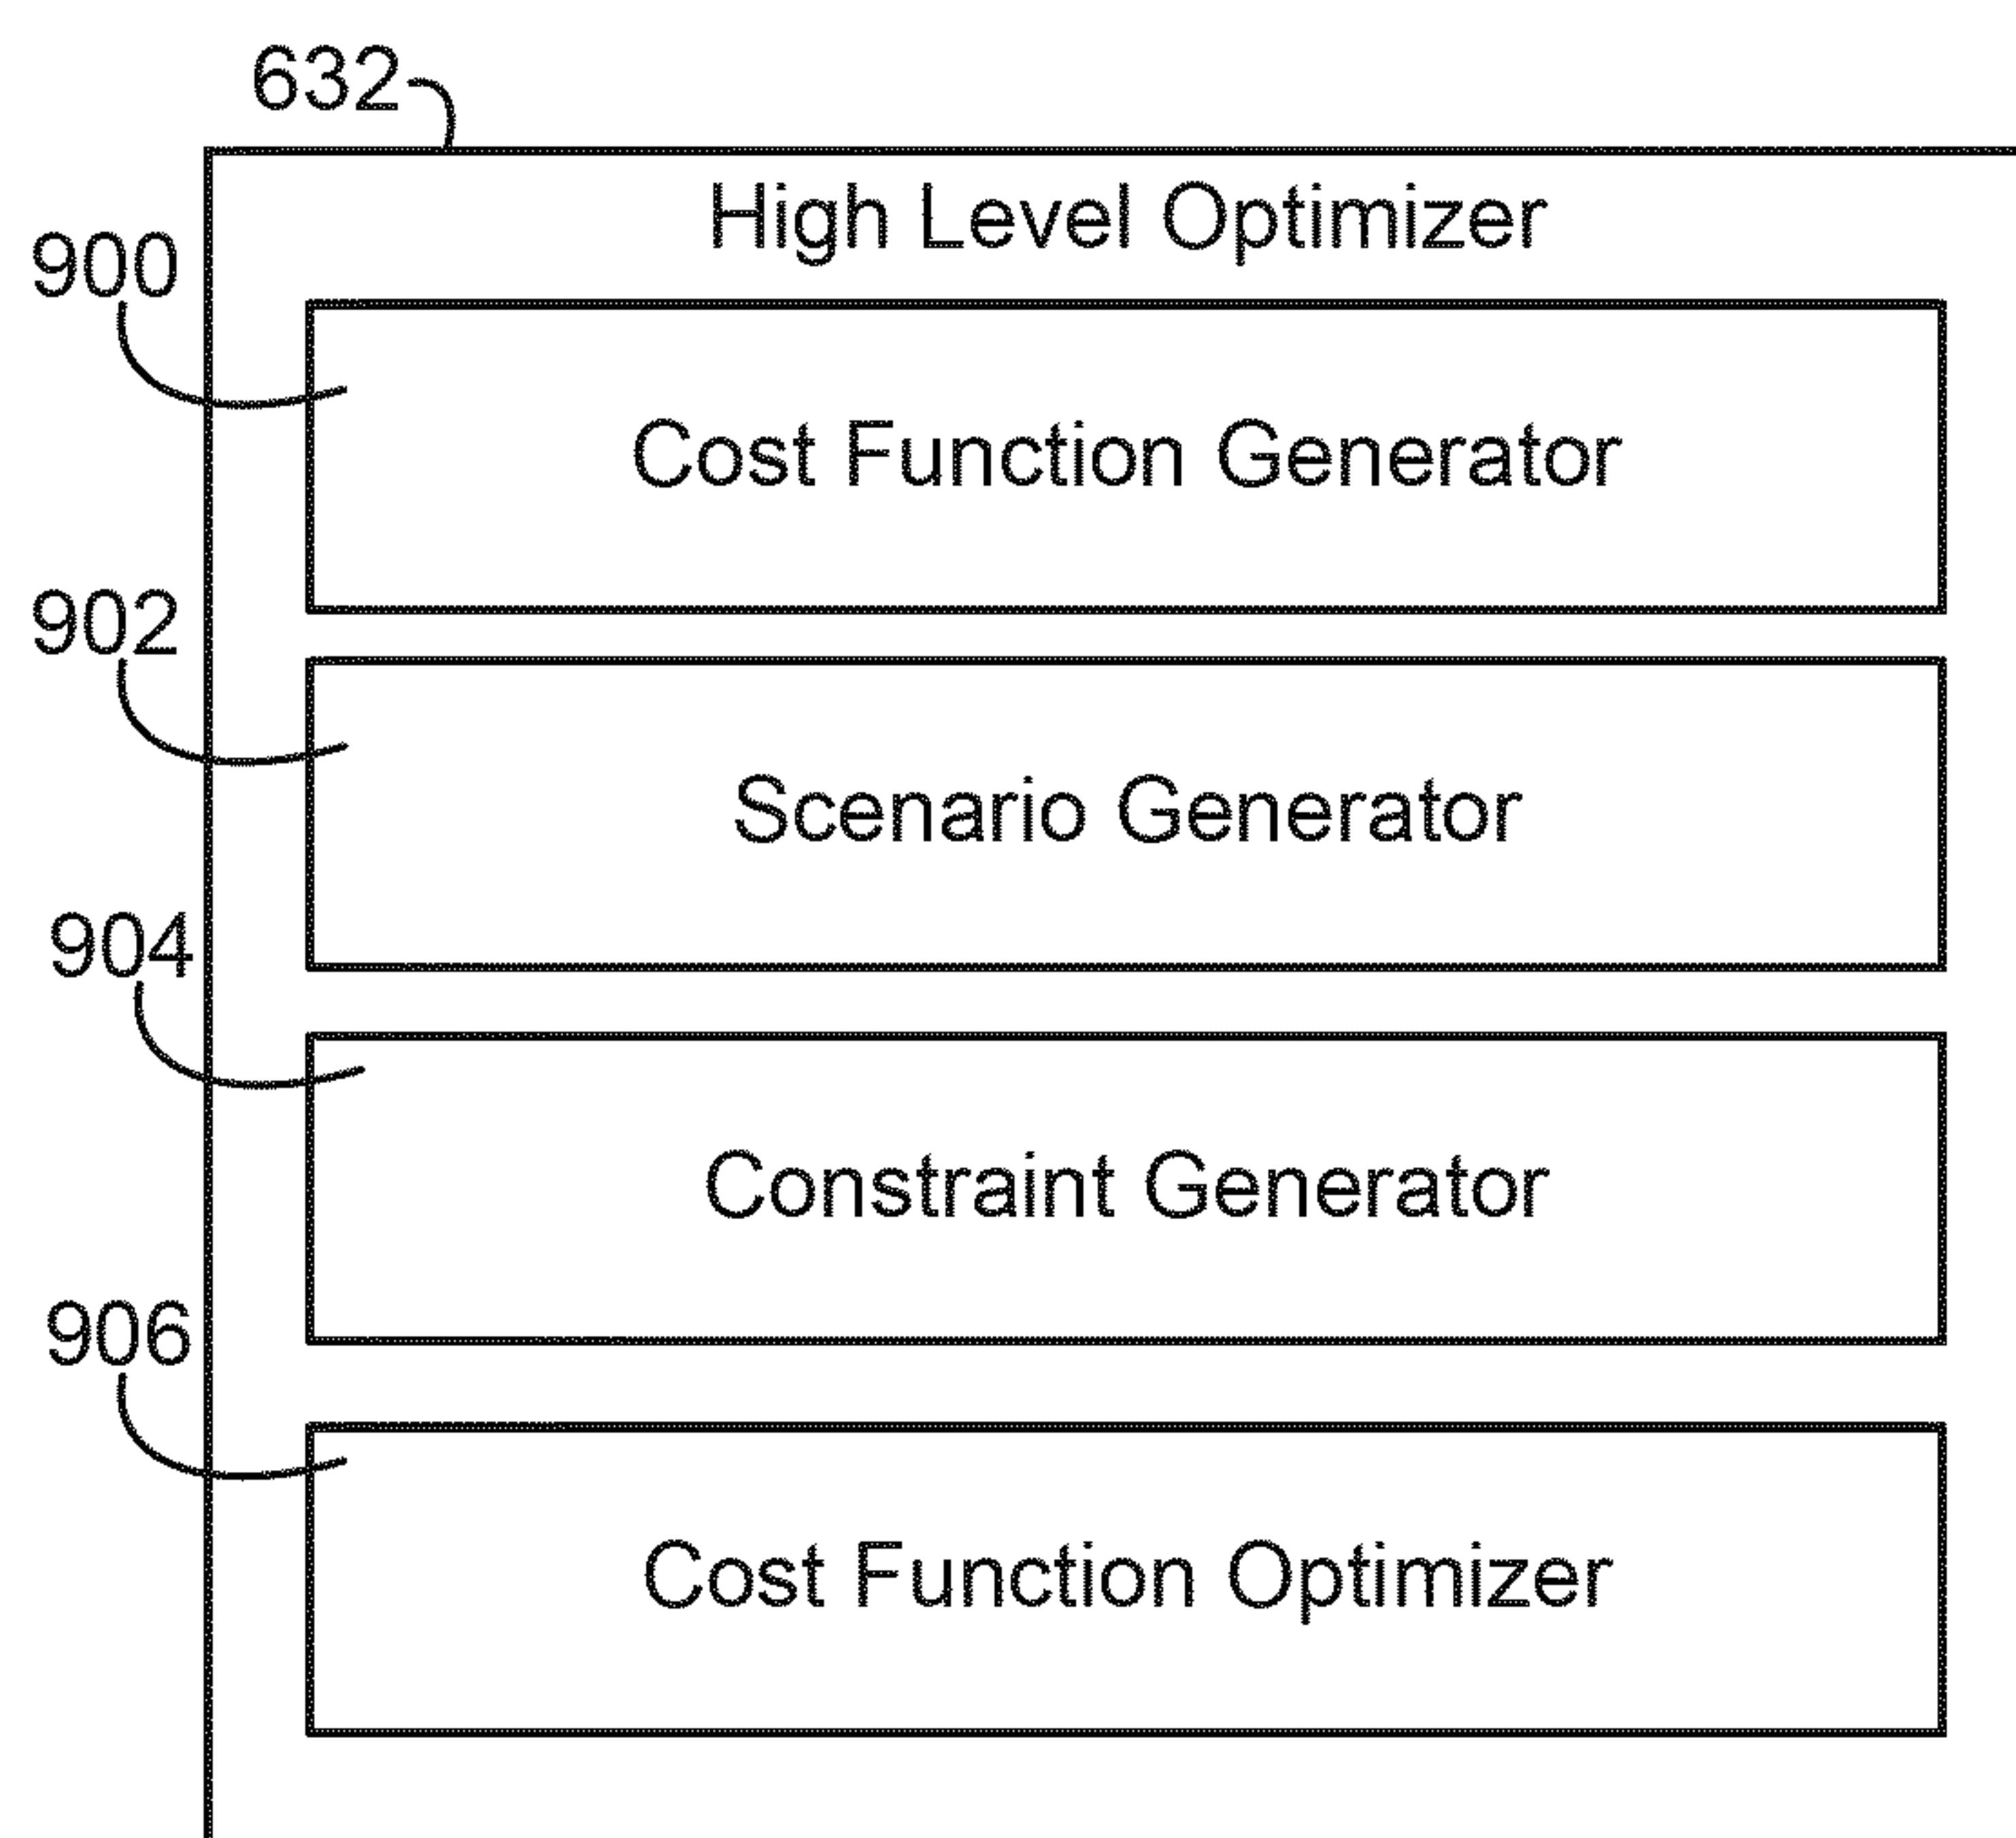 632
High Level Optimizer
900
Cost Function Generator
902
Scenario Generator
904
Constraint Generator
906
Cost Function Optimizer